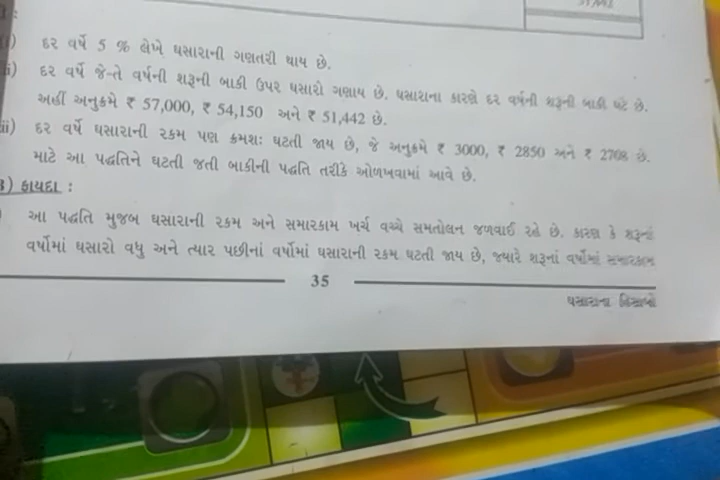 51,442
i) દર વર્ષે 5 % લેખે ઘસારાની ગણતરી થાય છે.
ii) દર વર્ષે જે-તે વર્ષની શરૂની બાકી ઉપર ઘસારો ગણાય છે. ઘસારાના કારણે દર વર્ષની શરૂની બાકી ઘટે છે.
અહીં અનુક્રમે ₹ 57,000, ₹ 54,150 અને ₹ 51,442 છે.
iii) દર વર્ષે ઘસારાની રકમ પણ ક્રમશઃ ઘટતી જાય છે, જે અનુક્રમે ₹ 3000, ₹ 2850 અને ₹ 2708 છે.
માટે આ પદ્ધતિને ઘટતી જતી બાકીની પદ્ધતિ તરીકે ઓળખવામાં આવે છે.
3) ફાયદા :
આ પદ્ધતિ મુજબ ઘસારાની રકમ અને સમારકામ ખર્ચ વચ્ચે સમતોલન જળવાઈ રહે છે. કારણ કે શરૂનાં
વર્ષોમાં ઘસારો વધુ અને ત્યાર પછીનાં વર્ષોમાં ઘસારાની રકમ ઘટતી જાય છે, જ્યારે શરૂનાં વર્ષોમાં સમારકામ
35
ઘસારાના હિસાબો